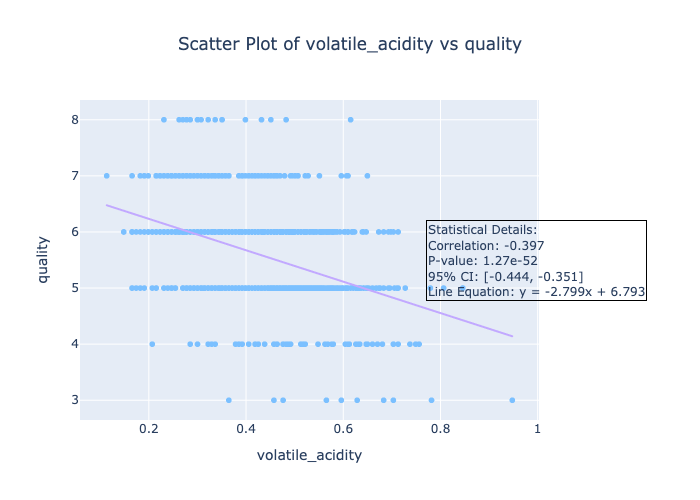 Scatter Plot of volatile_acidity vs quality
8
7
6
5
4
3
quality
Statistical Details:
Correlation: -0.397
P-value: 1.27e-52
95% CI: [-0.444, -0.351]
Line Equation: y = -2.799x + 6.793
0.2 0.4 0.6 0.8 1
volatile_acidity